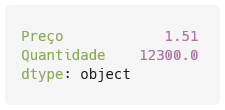 Preço            1.51
Quantidade    12300.0
dtype: object